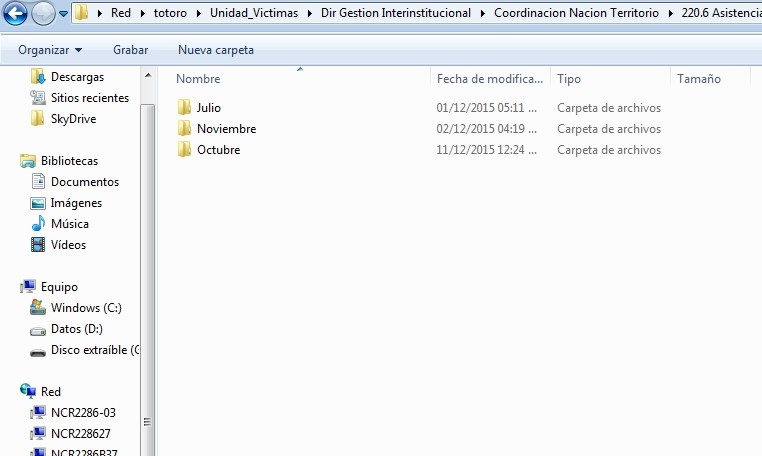 Red ▸ totoro ▸ Unidad_Victimas ▸ Dir Gestion Interinstitucional ▸ Coordinacion Nacion Territorio ▸ 220.6 Asistencia
Organizar Grabar Nueva carpeta
Nombre Fecha de modifica... Tipo Tamaño
Descargas
Sitios recientes
SkyDrive
Bibliotecas
Documentos
Imágenes
Música
Vídeos
Equipo
Windows (C:)
Datos (D:)
Disco extraíble (
Red
NCR2286-03
NCR228627
NCR2286B37
Julio 01/12/2015 05:11 ... Carpeta de archivos
Noviembre 02/12/2015 04:19 ... Carpeta de archivos
Octubre 11/12/2015 12:24 ... Carpeta de archivos